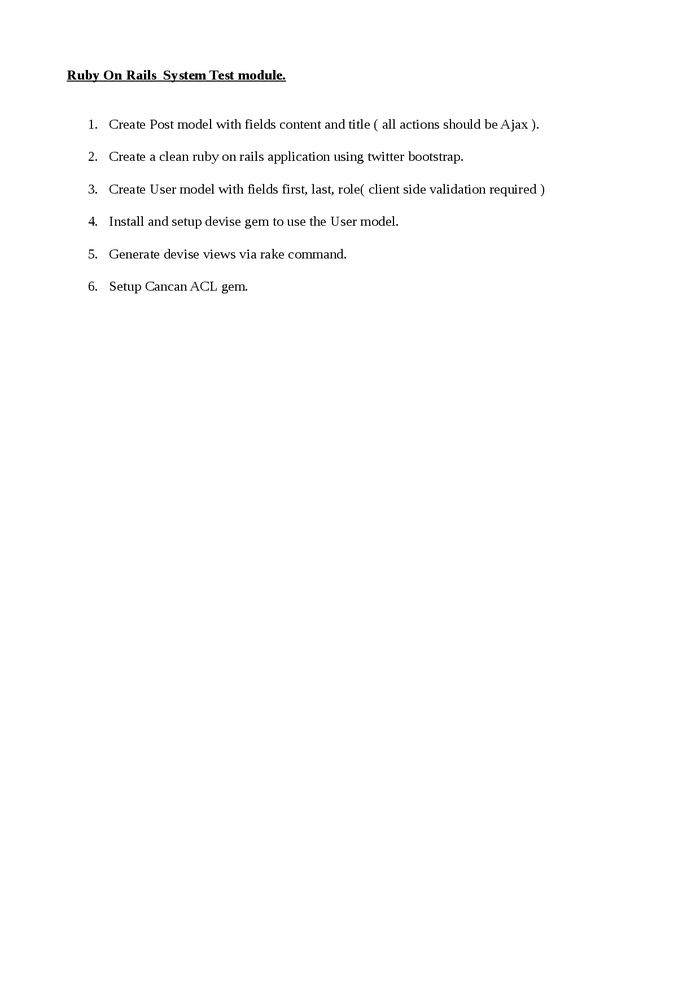 Ruby On Rails  System Test module.
1. Create Post model with fields content and title ( all actions should be Ajax ).
2. Create a clean ruby on rails application using twitter bootstrap.
3. Create User model with fields first, last, role( client side validation required )
4. Install and setup devise gem to use the User model.
5. Generate devise views via rake command.
6. Setup Cancan ACL gem.